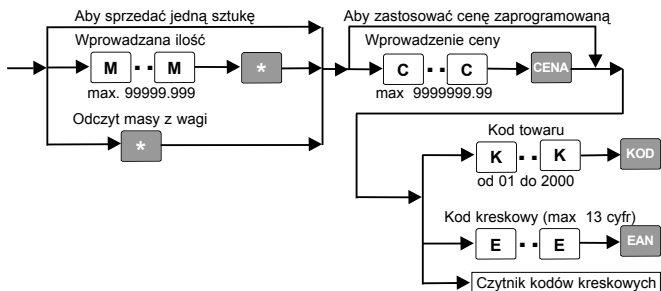 Aby sprzedać jedną sztukę
Aby zastosować cenę zaprogramowaną
Wprowadzana ilość
Wprowadzenie ceny
M ▪ ▪ M *
C ▪ ▪ C CENA
max. 99999.999
max 9999999.99
Odczyt masy z wagi
*
Kod towaru
K ▪ ▪ K KOD
od 01 do 2000
Kod kreskowy (max 13 cyfr)
E ▪ ▪ E EAN
Czytnik kodów kreskowych